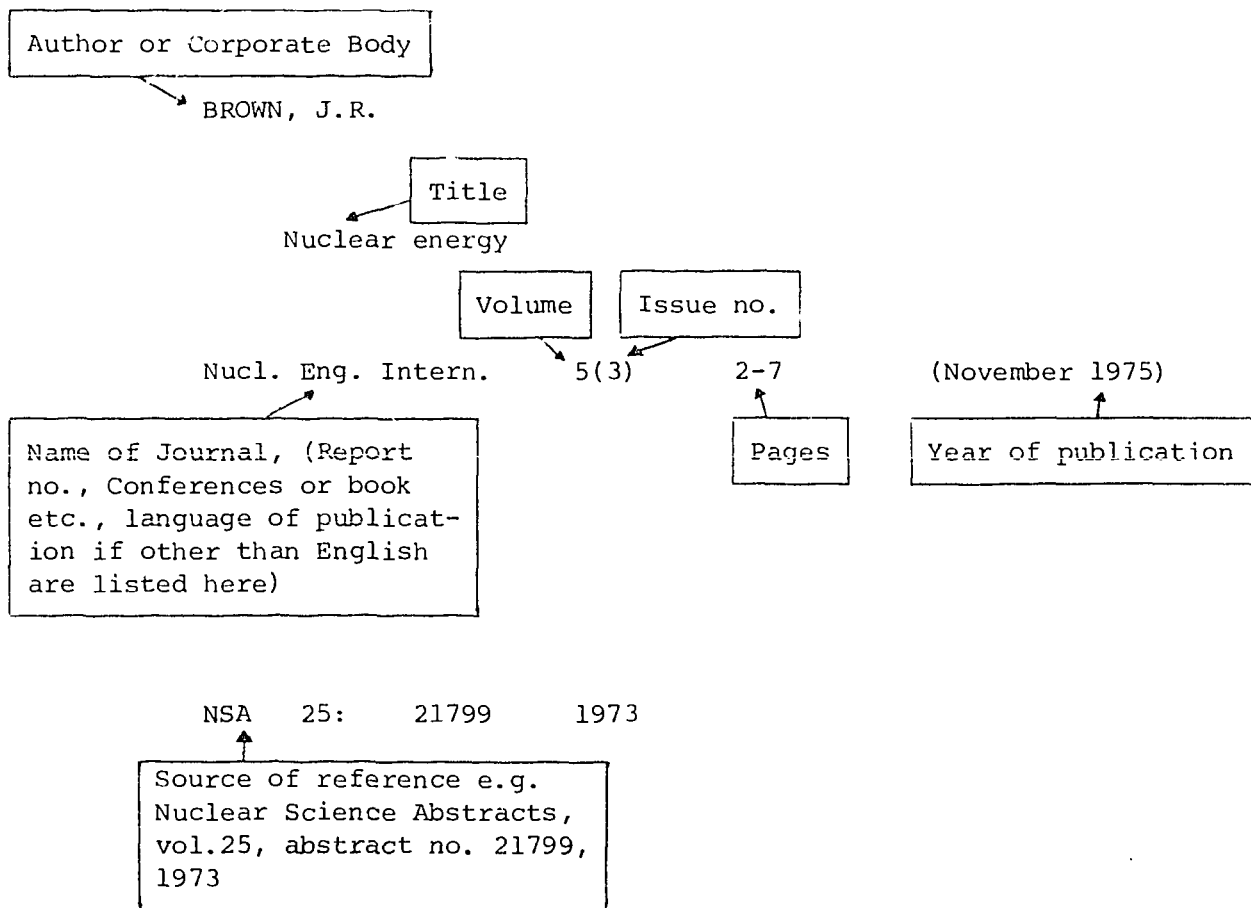 Author or Corporate Body
BROWN, J.R.
Title
Nuclear energy
Volume Issue no.
Nucl. Eng. Intern. 5(3) 2-7 (November 1975)
Name of Journal, (Report
no., Conferences or book
etc., language of publicat-
ion if other than English
are listed here)
Pages
Year of publication
NSA 25: 21799 1973
Source of reference e.g.
Nuclear Science Abstracts,
vol.25, abstract no. 21799,
1973